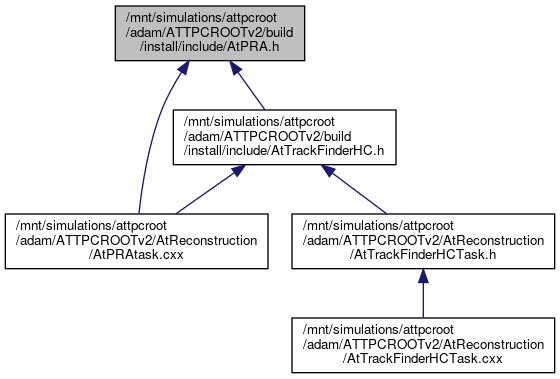 /mnt/simulations/attpcroot
/adam/ATTPCROOTv2/build
/install/include/AtPRA.h
/mnt/simulations/attpcroot
/adam/ATTPCROOTv2/build
/install/include/AtTrackFinderHC.h
/mnt/simulations/attpcroot
/adam/ATTPCROOTv2/AtReconstruction
/AtPRAtask.cxx
/mnt/simulations/attpcroot
/adam/ATTPCROOTv2/AtReconstruction
/AtTrackFinderHCTask.h
/mnt/simulations/attpcroot
/adam/ATTPCROOTv2/AtReconstruction
/AtTrackFinderHCTask.cxx